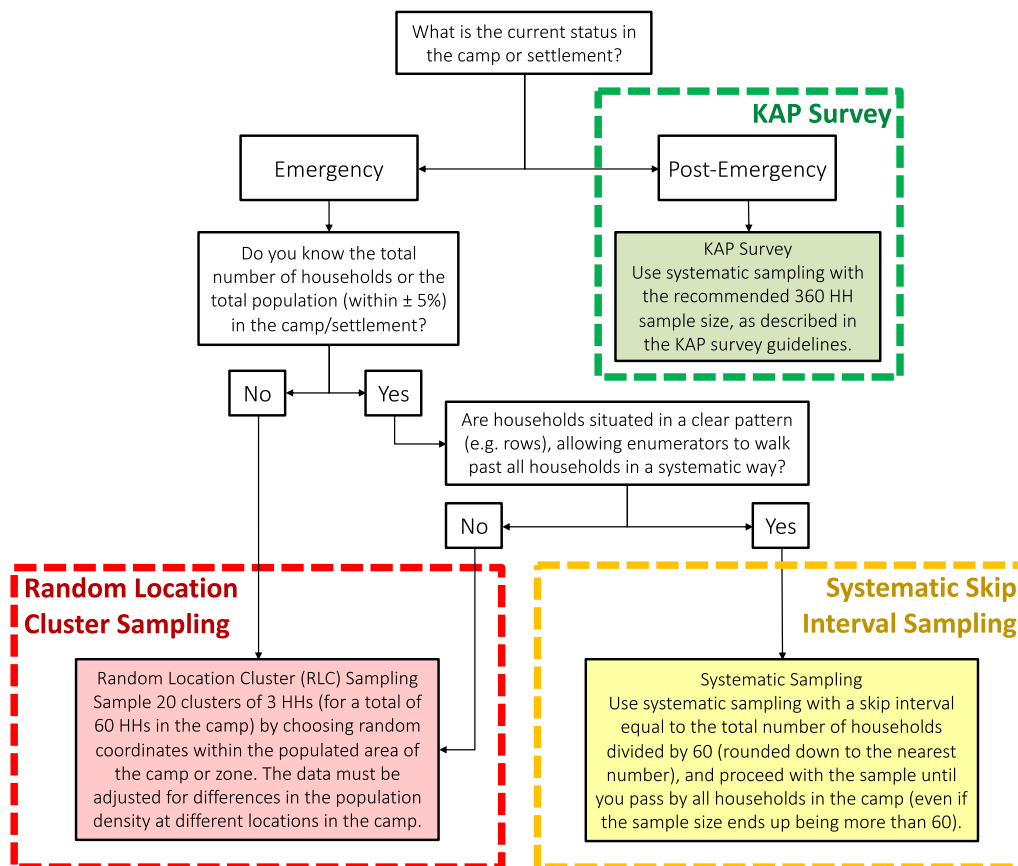 What is the current status in
the camp or settlement?
KAP Survey
Emergency
Post-Emergency
Do you know the total
number of households or the
total population (within ± 5%)
in the camp/settlement?
KAP Survey
Use systematic sampling with
the recommended 360 HH
sample size, as described in
the KAP survey guidelines.
No
Yes
Are households situated in a clear pattern
(e.g. rows), allowing enumerators to walk
past all households in a systematic way?
No
Yes
Random Location
Cluster Sampling
Systematic Skip
Interval Sampling
Random Location Cluster (RLC) Sampling
Sample 20 clusters of 3 HHs (for a total of
60 HHs in the camp) by choosing random
coordinates within the populated area of
the camp or zone. The data must be
adjusted for differences in the population
density at different locations in the camp.
Systematic Sampling
Use systematic sampling with a skip interval
equal to the total number of households
divided by 60 (rounded down to the nearest
number), and proceed with the sample until
you pass by all households in the camp (even if
the sample size ends up being more than 60).